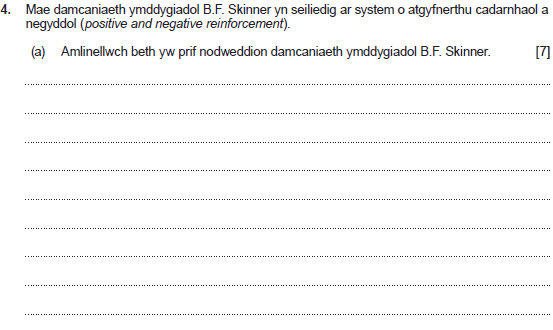 4. Mae damcaniaeth ymddygiadol B.F. Skinner yn seiliedig ar system o atgyfnerthu cadarnhaol a
negyddol (positive and negative reinforcement).
(a) Amlinellwch beth yw prif nodweddion damcaniaeth ymddygiadol B.F. Skinner. [7]